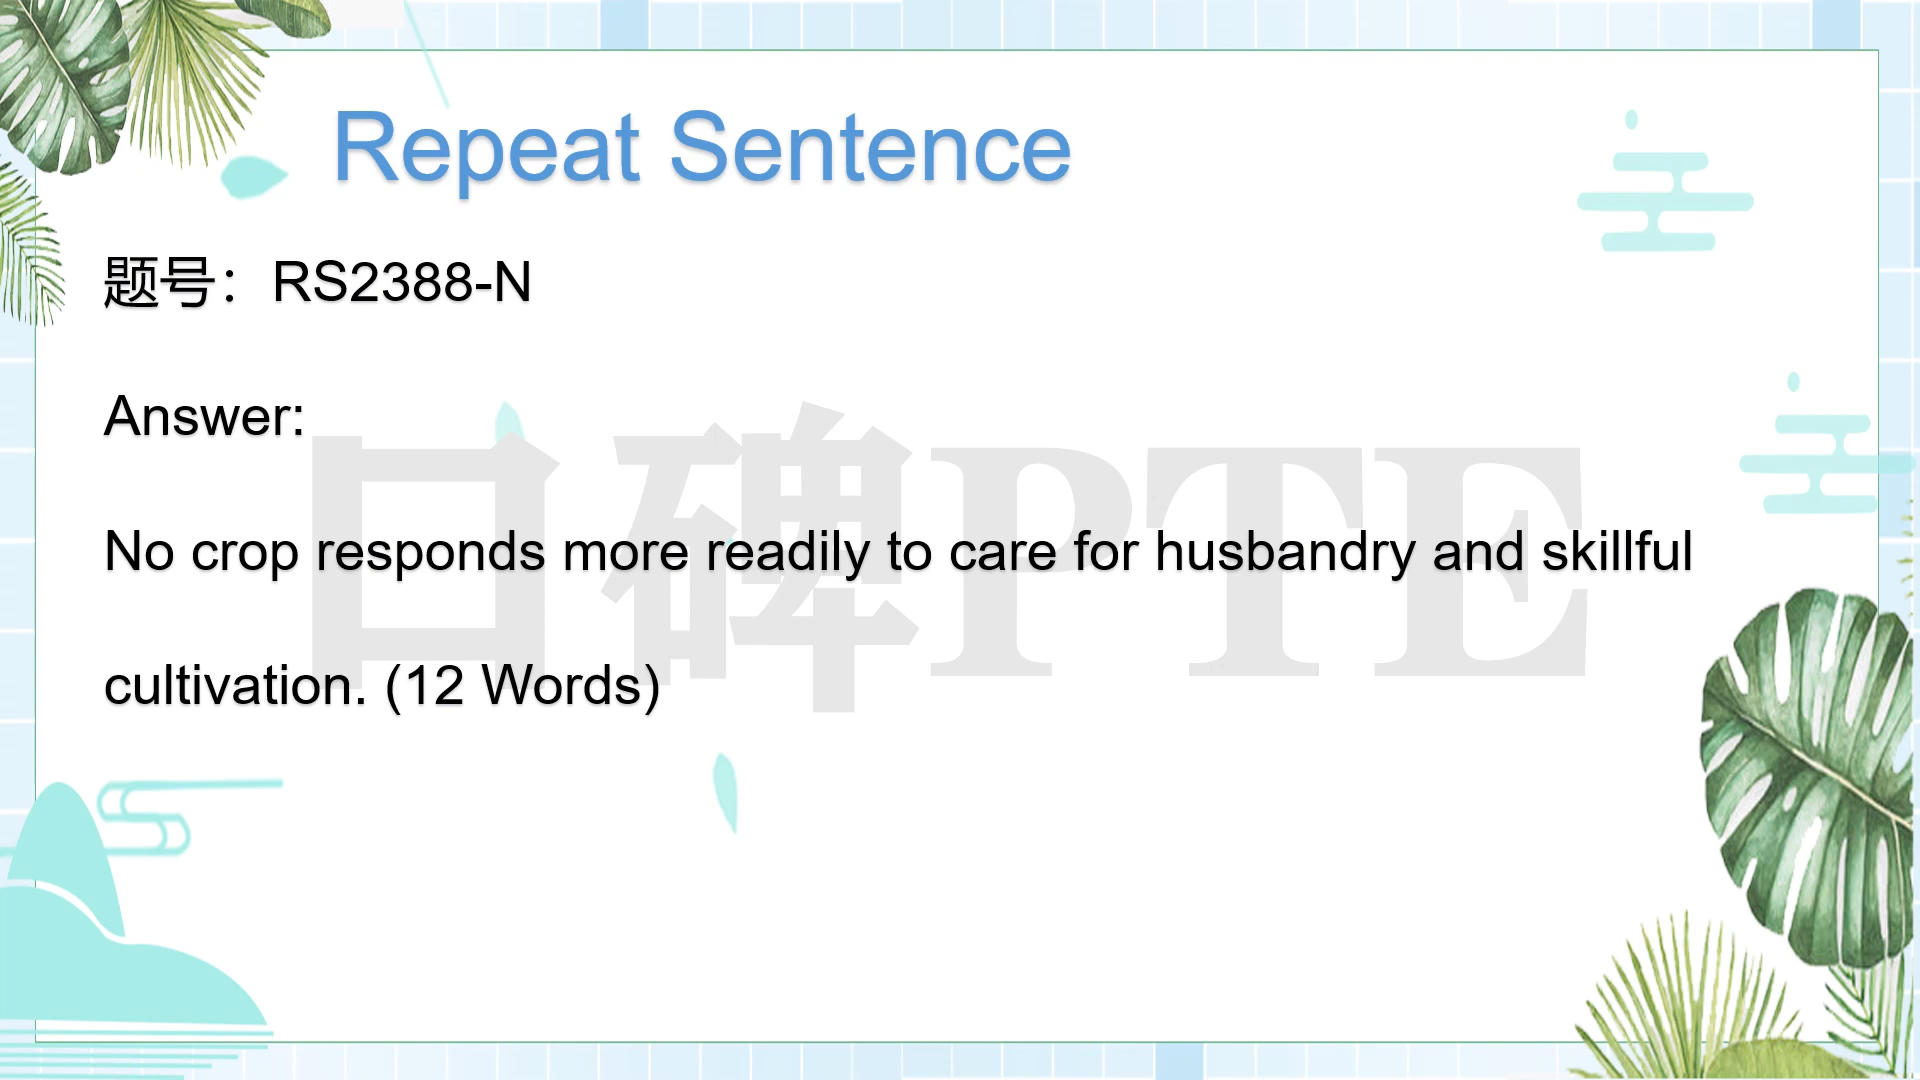 Repeat Sentence
题号：RS2388-N
Answer:
口碑PTE
No crop responds more readily to care for husbandry and skillful
cultivation. (12 Words)